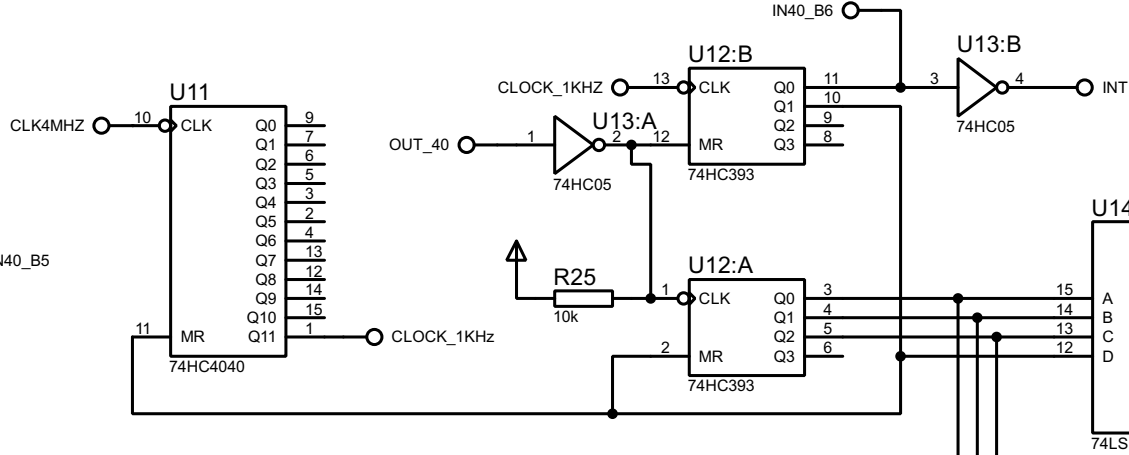 IN40_B6
U12:B
U13:B
U11
CLOCK_1KHZ
13
CLK
Q0
11
3
4
INT
Q1
10
CLK4MHZ
10
CLK
Q0
9
U13:A
Q2
9
74HC05
Q1
7
OUT_40
1
2
12
MR
Q3
8
Q2
6
74HC393
Q3
5
74HC05
Q4
3
Q5
2
U14
Q6
4
N40_B5
Q7
13
U12:A
Q8
12
R25
Q9
14
10k
1
CLK
Q0
3
15
A
Q10
15
Q1
4
14
B
11
MR
Q11
1
CLOCK_1KHz
Q2
5
13
C
74HC4040
2
MR
Q3
6
12
D
74HC393
74LS